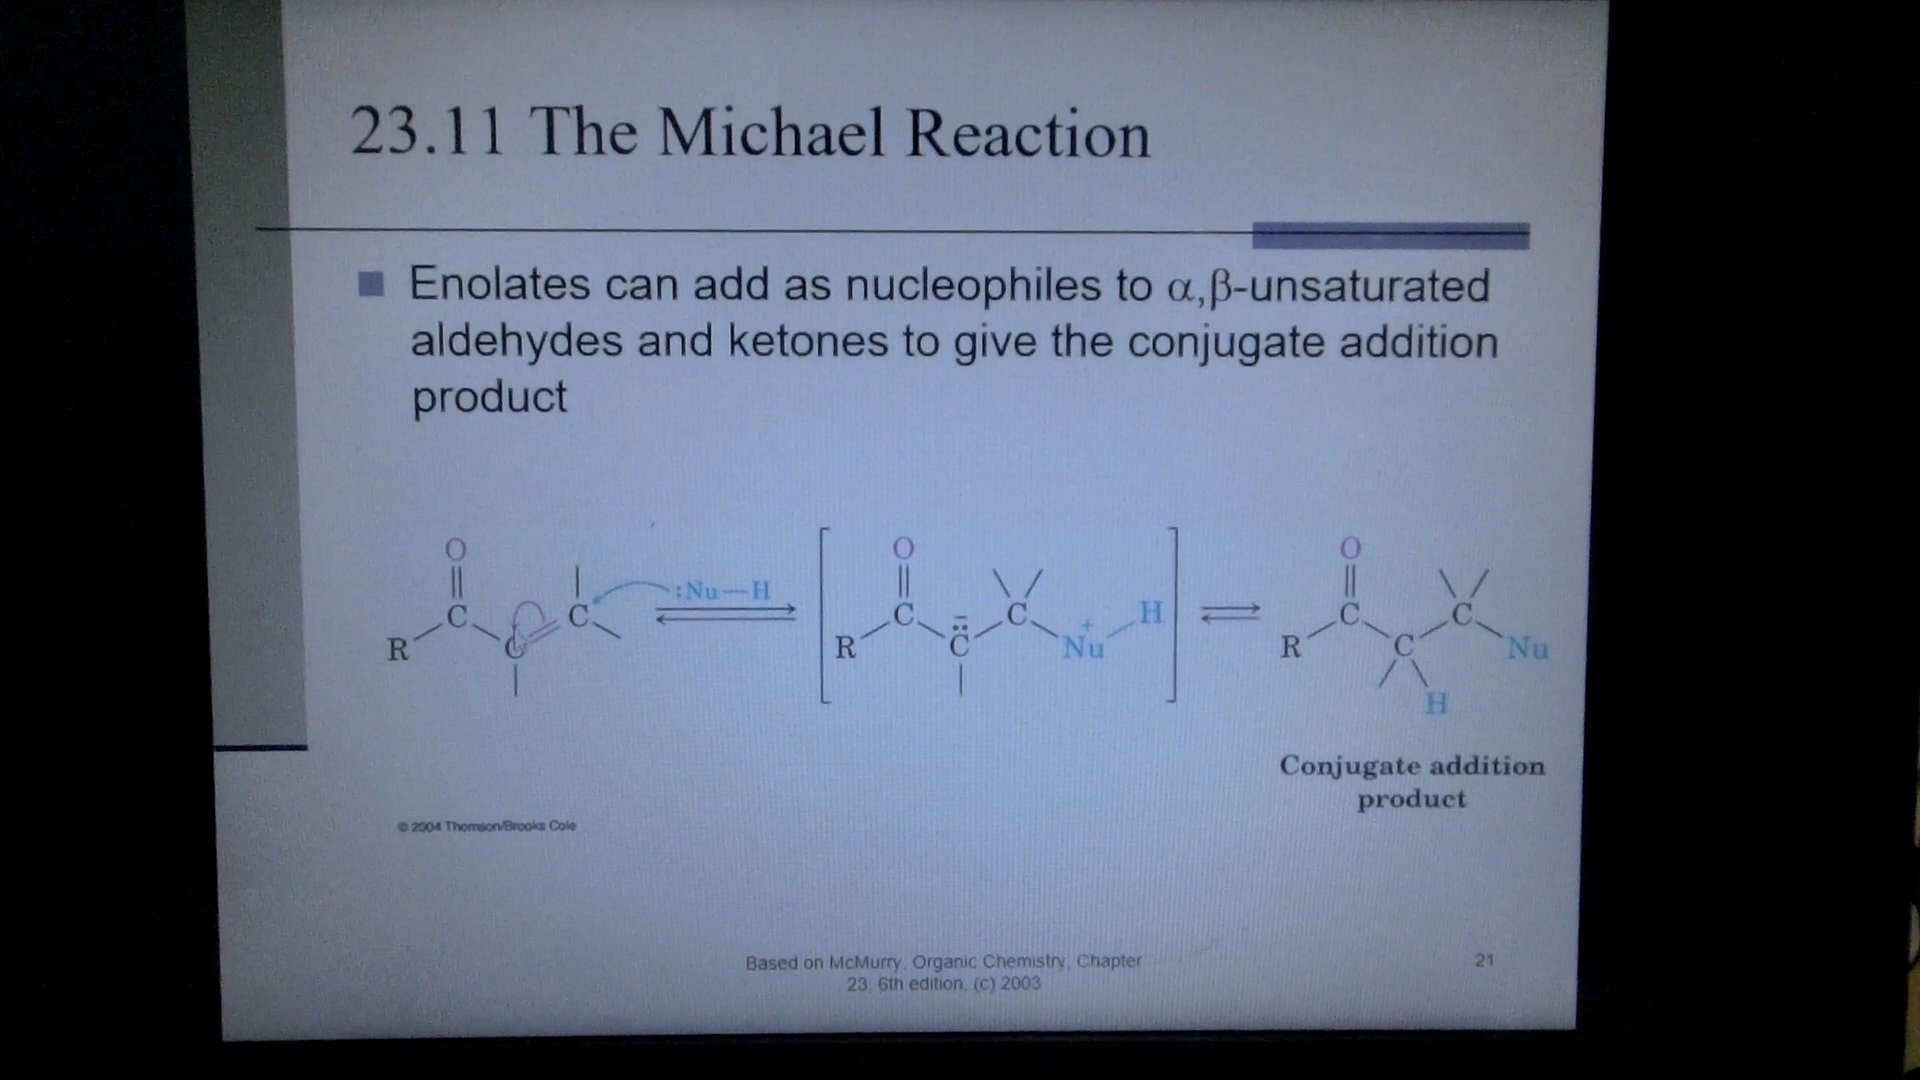 23.11 The Michael Reaction
Enolates can add as nucleophiles to α,β-unsaturated
aldehydes and ketones to give the conjugate addition
product
O O O
C C :Nu—H C C H C C
R C R C Nu + R C Nu
H
Conjugate addition
product
© 2004 Thomson/Brooks Cole
Based on McMurry, Organic Chemistry, Chapter
23, 6th edition, (c) 2003
21